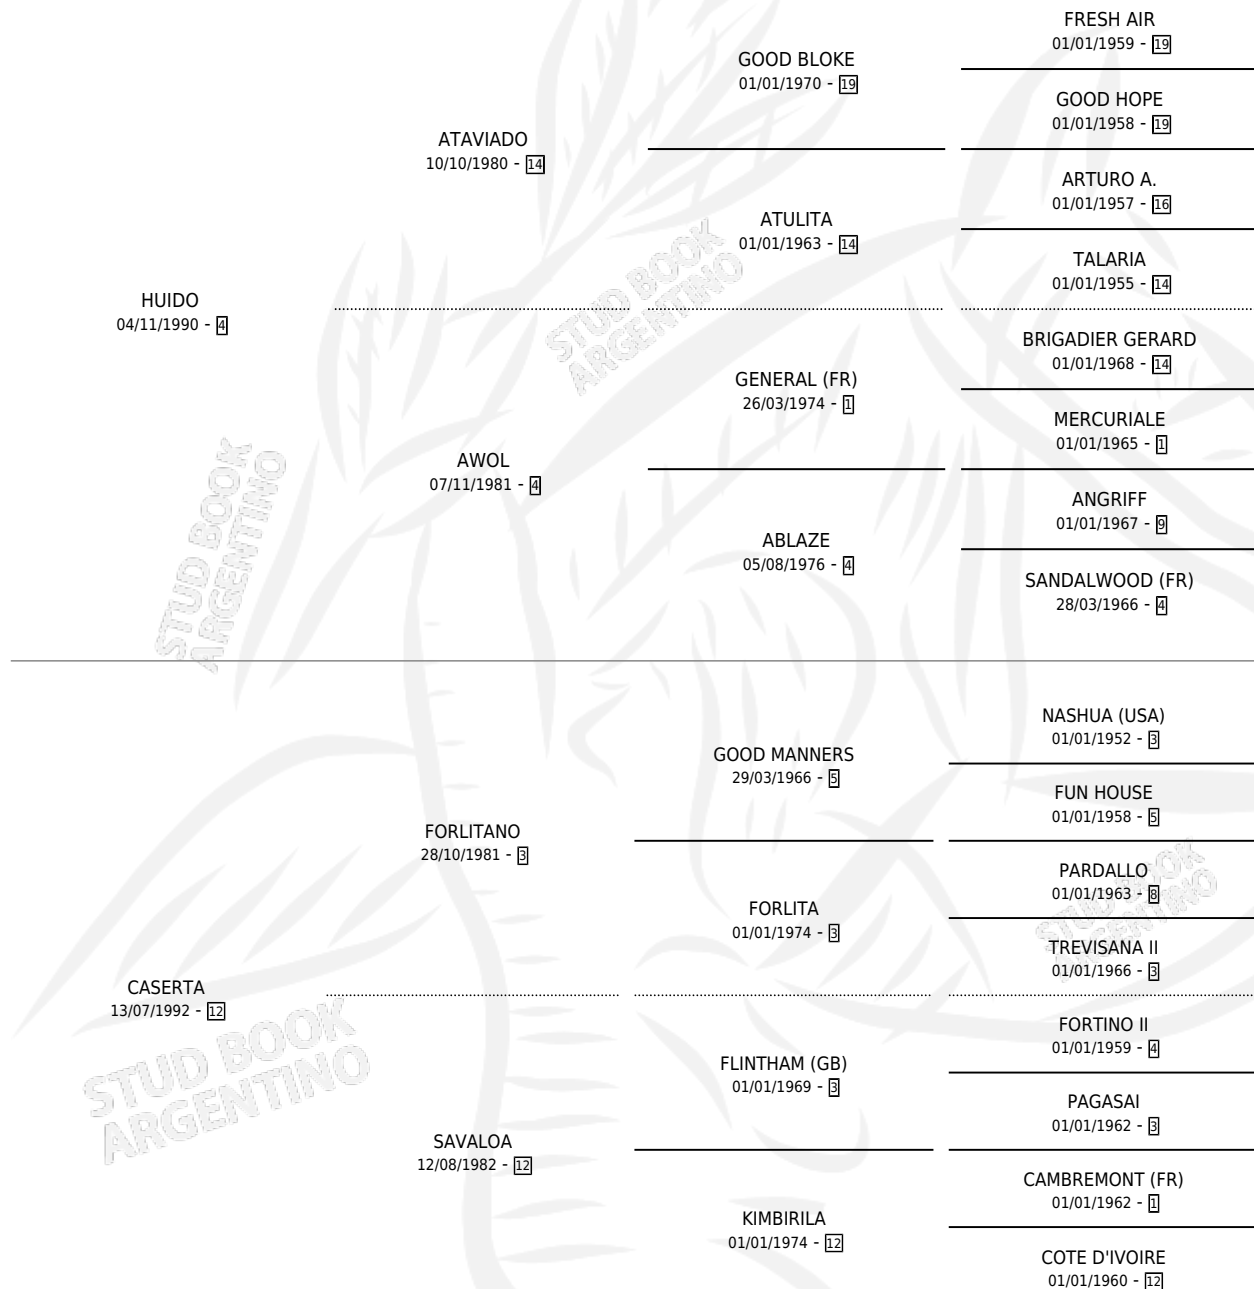 FRESH AIR
01/01/1959 - 19
GOOD BLOKE
01/01/1970 - 19
GOOD HOPE
01/01/1958 - 19
ATAVIADO
10/10/1980 - 14
ARTURO A.
01/01/1957 - 16
ATULITA
01/01/1963 - 14
TALARIA
01/01/1955 - 14
HUIDO
04/11/1990 - 4
BRIGADIER GERARD
01/01/1968 - 14
GENERAL (FR)
26/03/1974 - 1
MERCURIALE
01/01/1965 - 1
AWOL
07/11/1981 - 4
ANGRIFF
01/01/1967 - 9
ABLAZE
05/08/1976 - 4
SANDALWOOD (FR)
28/03/1966 - 4
STUD BOOK
ARGENTINO
STUD BOOK
ARGENTINO
NASHUA (USA)
01/01/1952 - 3
GOOD MANNERS
29/03/1966 - 5
FUN HOUSE
01/01/1958 - 5
FORLITANO
28/10/1981 - 3
PARDALLO
01/01/1963 - 8
FORLITA
01/01/1974 - 3
TREVISANA II
01/01/1966 - 3
STUD BOOK
ARGENTINO
CASERTA
13/07/1992 - 12
FORTINO II
01/01/1959 - 4
FLINTHAM (GB)
01/01/1969 - 3
PAGASAI
01/01/1962 - 3
SAVALOA
12/08/1982 - 12
CAMBREMONT (FR)
01/01/1962 - 1
KIMBIRILA
01/01/1974 - 12
COTE D'IVOIRE
01/01/1960 - 12
STUD BOOK
ARGENTINO